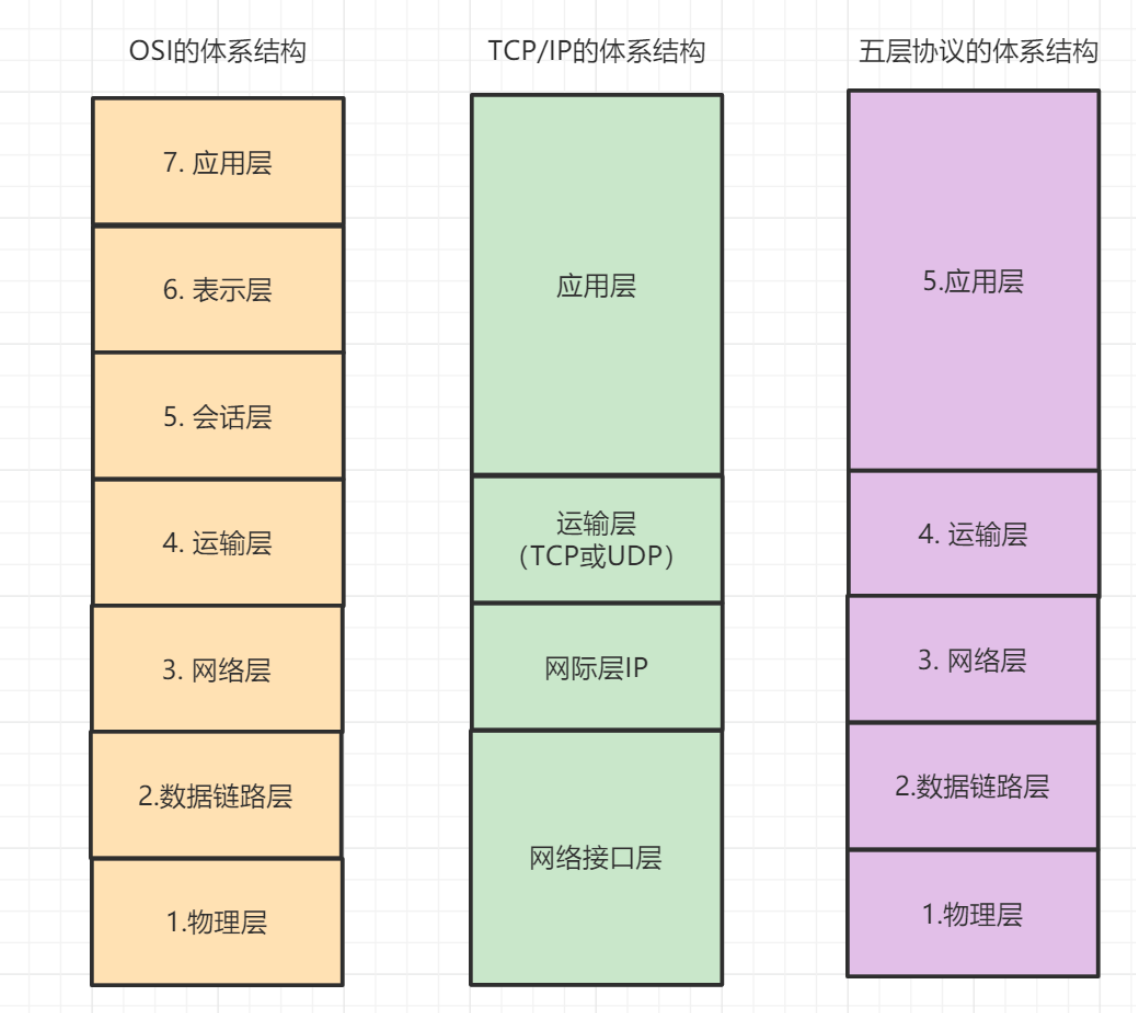 OSI的体系结构
TCP/IP的体系结构
五层协议的体系结构
7. 应用层
6. 表示层
5. 会话层
4. 运输层
3. 网络层
2.数据链路层
1.物理层
应用层
运输层
（TCP或UDP）
网际层IP
网络接口层
5.应用层
4. 运输层
3. 网络层
2.数据链路层
1.物理层